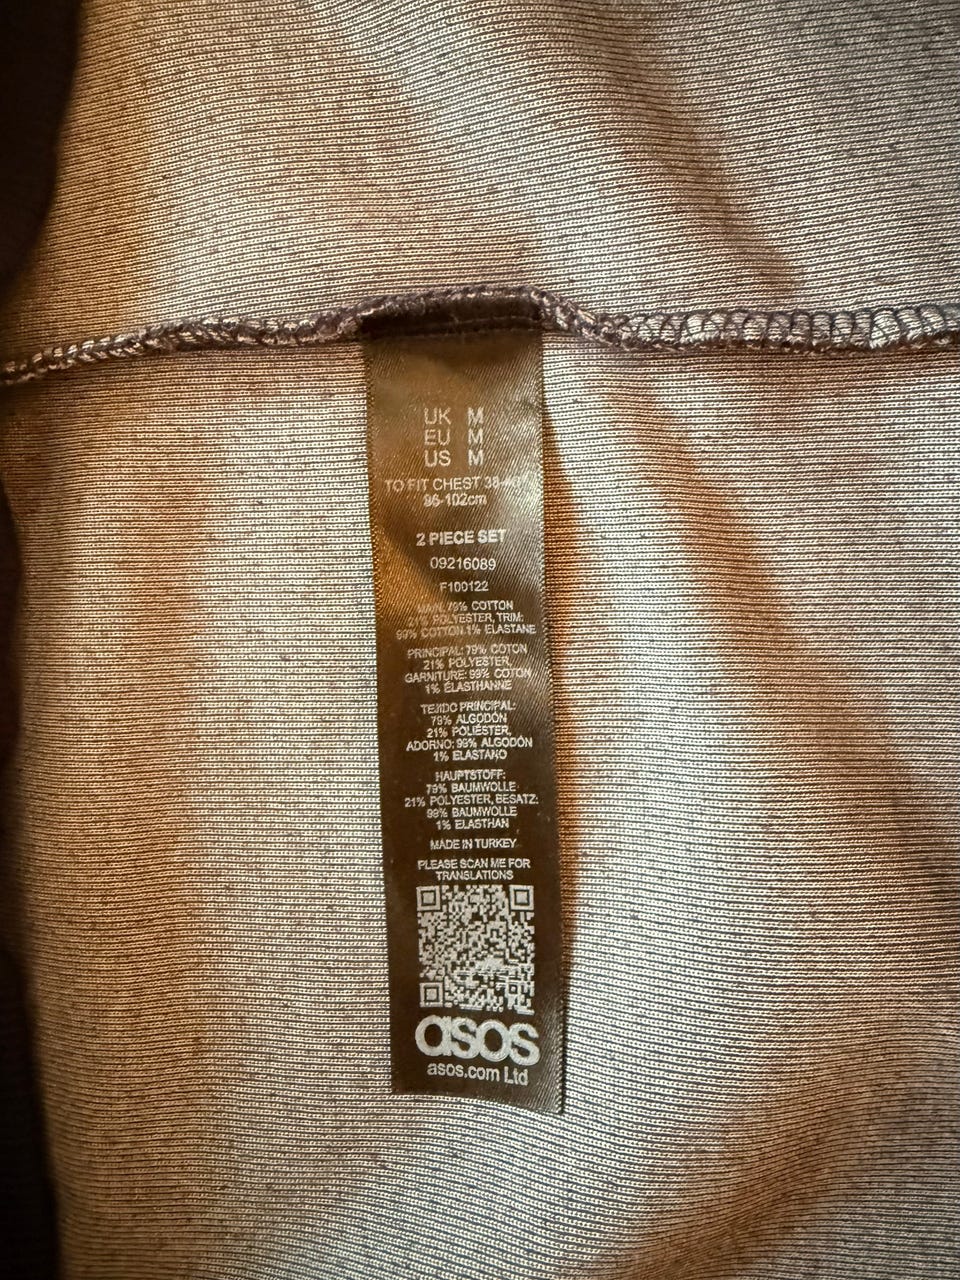 UK M
EU M
US M
TO FIT CHEST
96-102cm
2 PIECE SET
09216089
F100122
MAIN: 79% COTTON
21% POLYESTER, TRIM:
99% COTTON 1% ELASTANE
PRINCIPAL: 79% COTON
21% POLYESTER,
GARNITURE: 99% COTON
1% ÉLASTHANNE
TEJIDO PRINCIPAL:
79% ALGODÓN
21% POLIÉSTER,
ADORNO: 99% ALGODÓN
1% ELASTANO
HAUPTSTOFF:
79% BAUMWOLLE
21% POLYESTER, BESATZ:
99% BAUMWOLLE
1% ELASTHAN
MADE IN TURKEY
PLEASE SCAN ME FOR
TRANSLATIONS
asos
asos.com Ltd